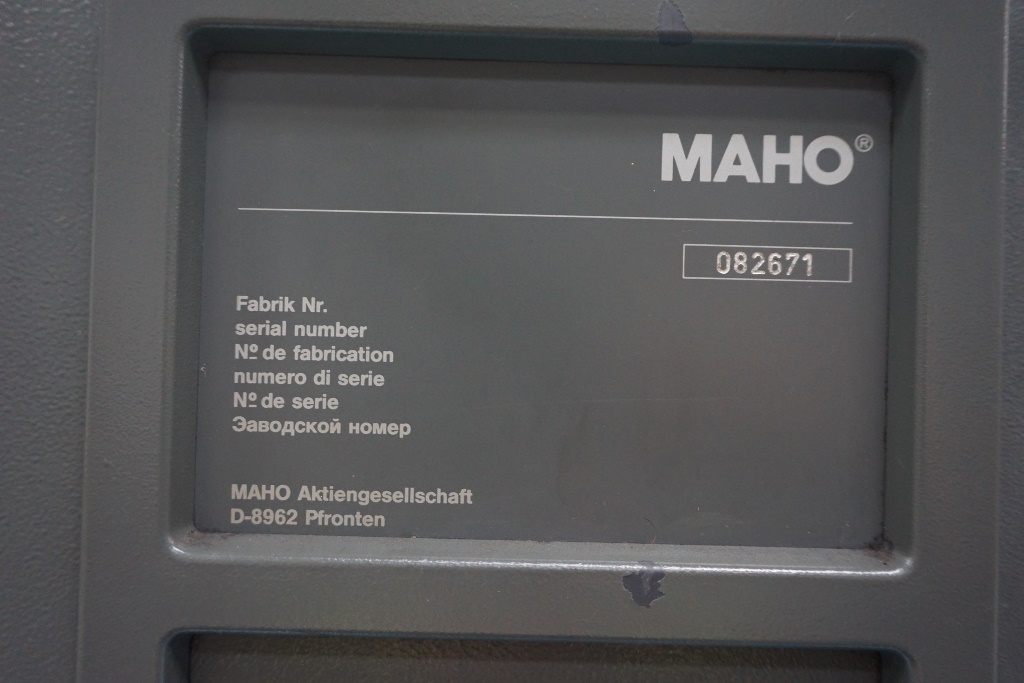 MAHO®
082671
Fabrik Nr.
serial number
Nº de fabrication
numero di serie
Nº de serie
Заводской номер
MAHO Aktiengesellschaft
D-8962 Pfronten